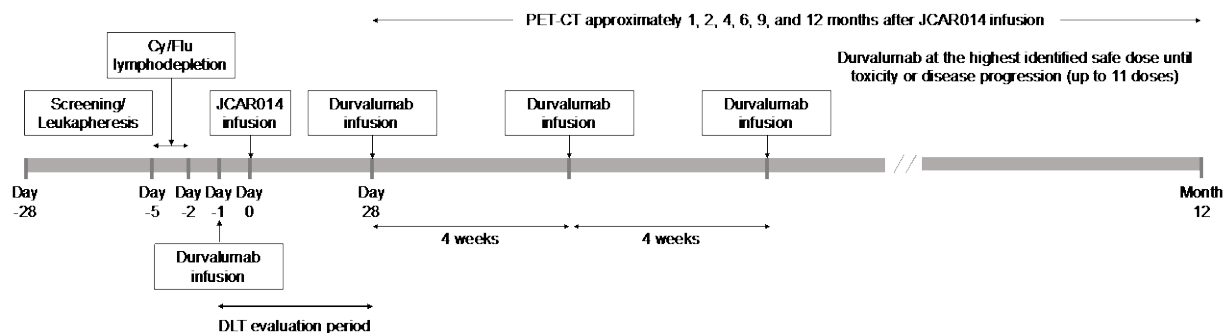 PET-CT approximately 1, 2, 4, 6, 9, and 12 months after JCAR014 infusion
Cy/Flu
lymphodepletion
Durvalumab at the highest identified safe dose until
toxicity or disease progression (up to 11 doses)
Screening/
Leukapheresis
JCAR014
infusion
Durvalumab
infusion
Durvalumab
infusion
Durvalumab
infusion
Day
-28
Day
-5
Day
-2
Day
-1
Day
0
Day
28
Month
12
4 weeks
4 weeks
Durvalumab
infusion
DLT evaluation period